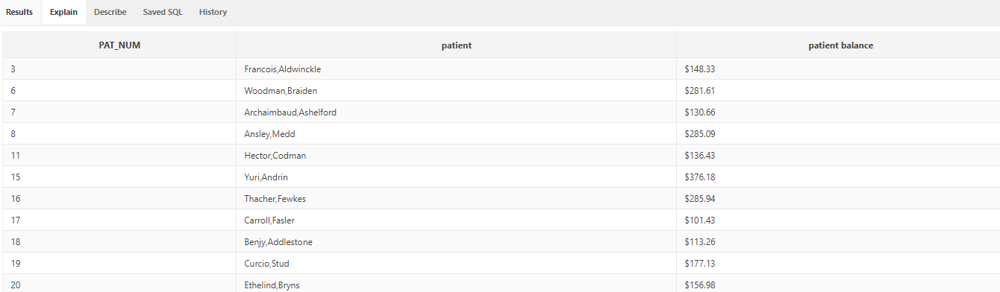 Results Explain Describe Saved SQL History
PAT_NUM patient patient balance
3 Francois,Aldwinckle $148.33
6 Woodman,Braiden $281.61
7 Archaimbaud,Ashelford $130.66
8 Ansley,Medd $285.09
11 Hector,Codman $136.43
15 Yuri,Andrin $376.18
16 Thacher,Fewkes $285.94
17 Carroll,Fasler $101.43
18 Benjy,Addlestone $113.26
19 Curcio,Stud $177.13
20 Ethelind,Bryns $156.98